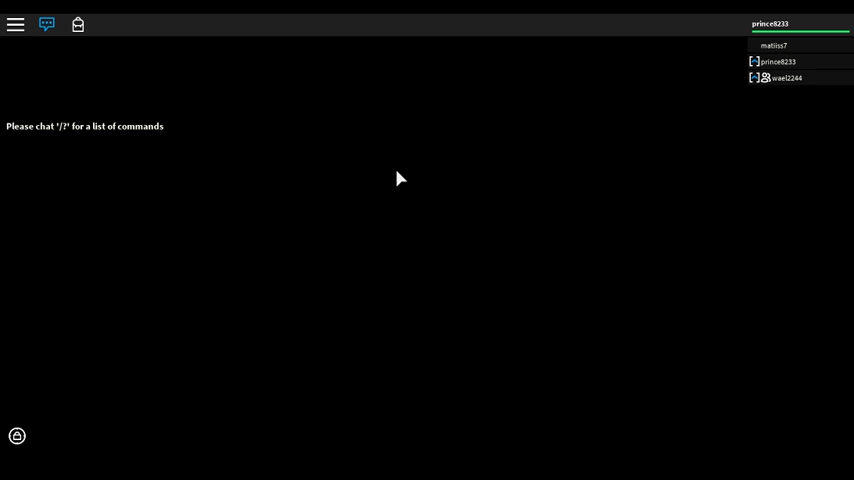 prince8233
matiiss7
prince8233
wael2244
Please chat '/?' for a list of commands